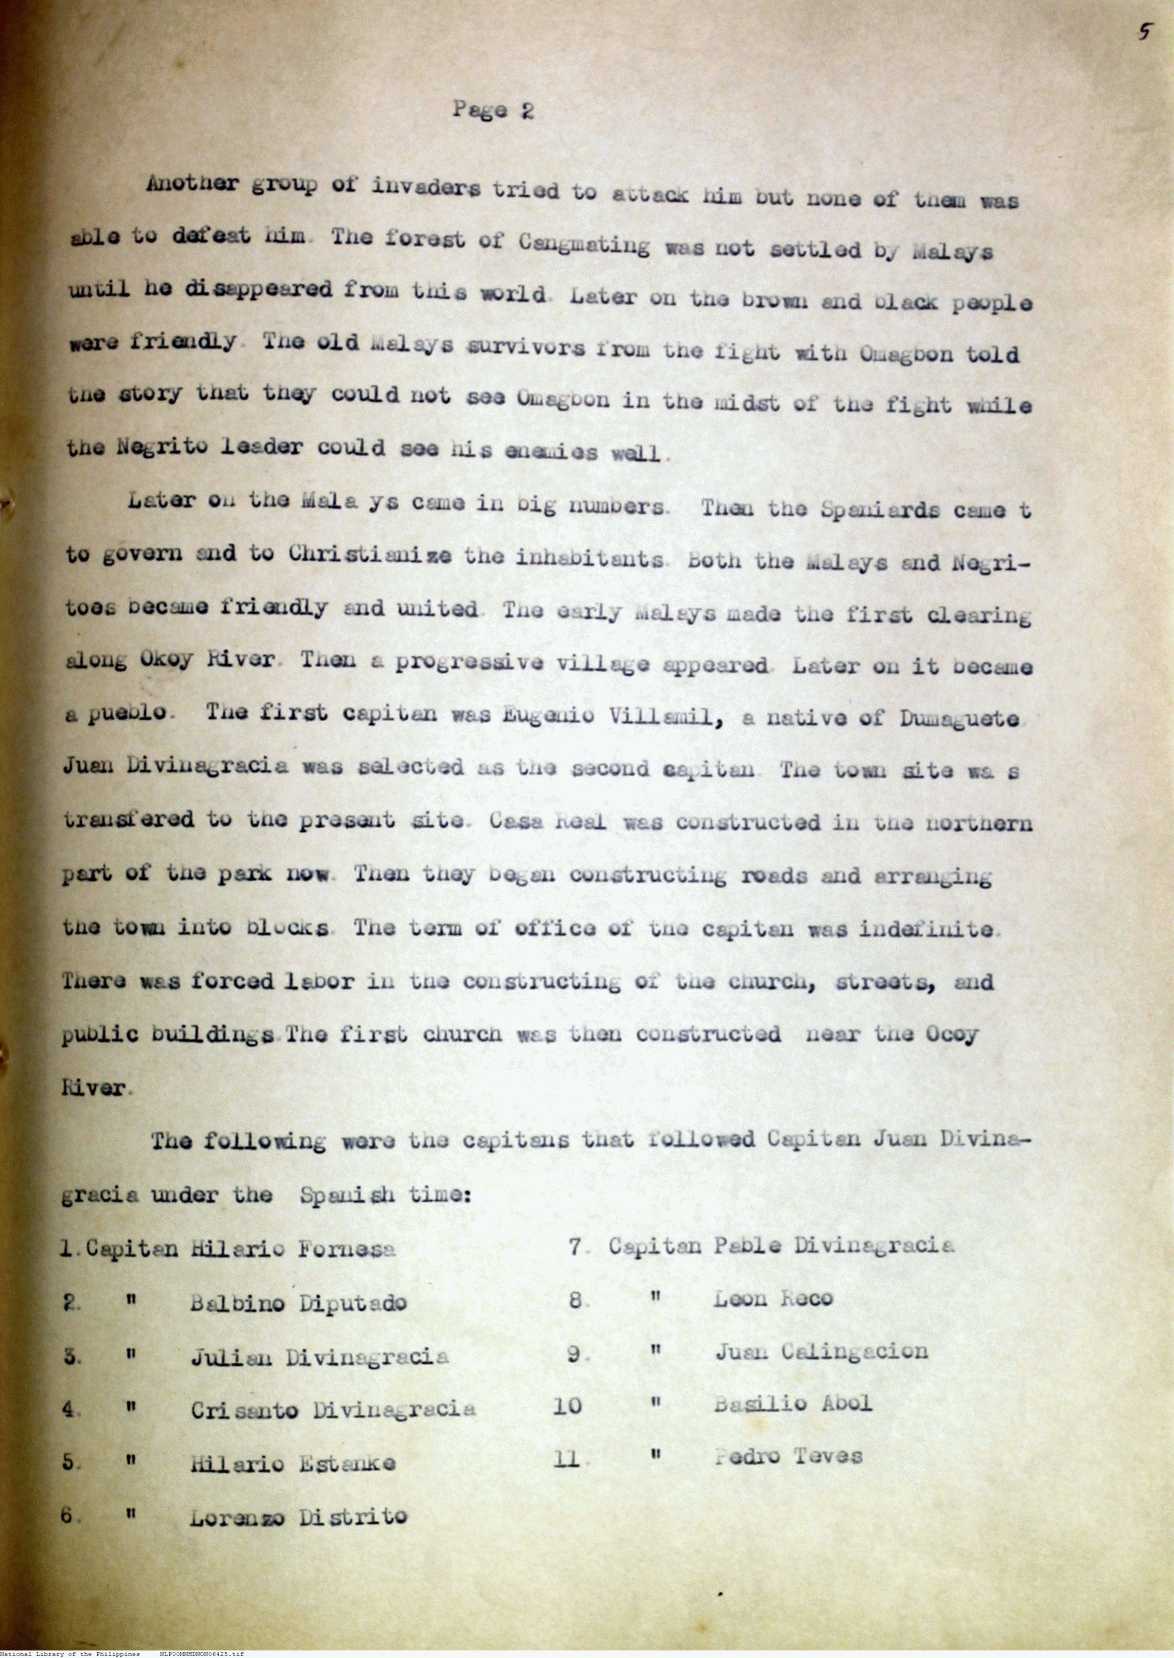 5
Page 2
Another group of invaders tried to attack him but none of them was
able to defeat him. The forest of Cangmating was not settled by Malays
until he disappeared from this world. Later on the brown and black people
were friendly. The old Malays survivors from the fight with Omagbon told
the story that they could not see Omagbon in the midst of the fight while
the Negrito leader could see his enemies well.
Later on the Mala ys came in big numbers. Then the Spaniards came t
to govern and to Christianize the inhabitants. Both the Malays and Negri-
toes became friendly and united. The early Malays made the first clearing
along Okoy River. Then a progressive village appeared. Later on it became
a pueblo. The first capitan was Eugenio Villamil, a native of Dumaguete.
Juan Divinagracia was selected as the second capitan. The town site wa s
transfered to the present site. Casa Real was constructed in the northern
part of the park now. Then they began constructing roads and arranging
the town into blocks. The term of office of the capitan was indefinite.
There was forced labor in the constructing of the church, streets, and
public buildings.The first church was then constructed near the Ocoy
River.
The following were the capitans that followed Capitan Juan Divina-
gracia under the Spanish time:
1.Capitan Hilario Fornesa 7. Capitan Pable Divinagracia
2. " Balbino Diputado 8. " Leon Reco
3. " Julian Divinagracia 9. " Juan Calingacion
4. " Crisanto Divinagracia 10 " Basilio Abol
5. " Hilario Estanke 11. " Pedro Teves
6. " Lorenzo Distrito
National Library of the Philippines